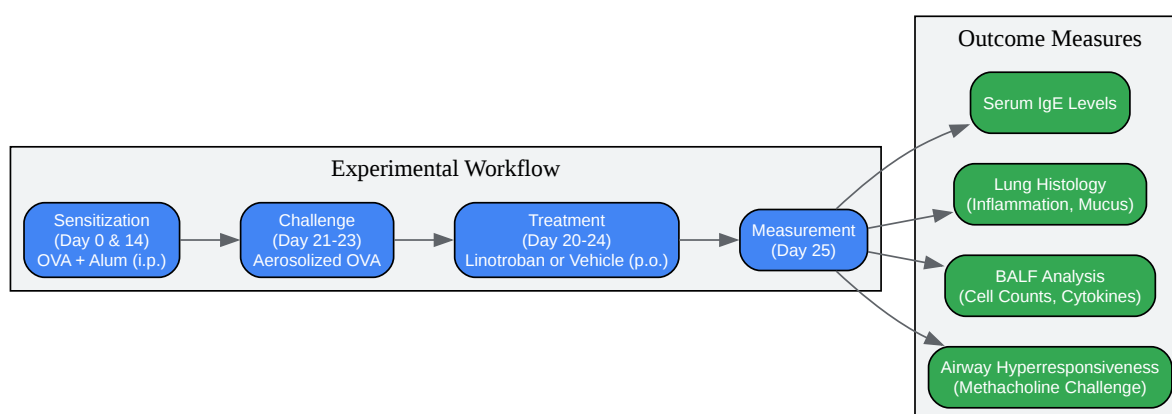 Outcome Measures
Serum IgE Levels
Experimental Workflow
Lung Histology
(Inflammation, Mucus)
Sensitization
(Day 0 & 14)
OVA + Alum (i.p.)
Challenge
(Day 21-23)
Aerosolized OVA
Treatment
(Day 20-24)
Linotroban or Vehicle (p.o.)
Measurement
(Day 25)
BALF Analysis
(Cell Counts, Cytokines)
Airway Hyperresponsiveness
(Methacholine Challenge)